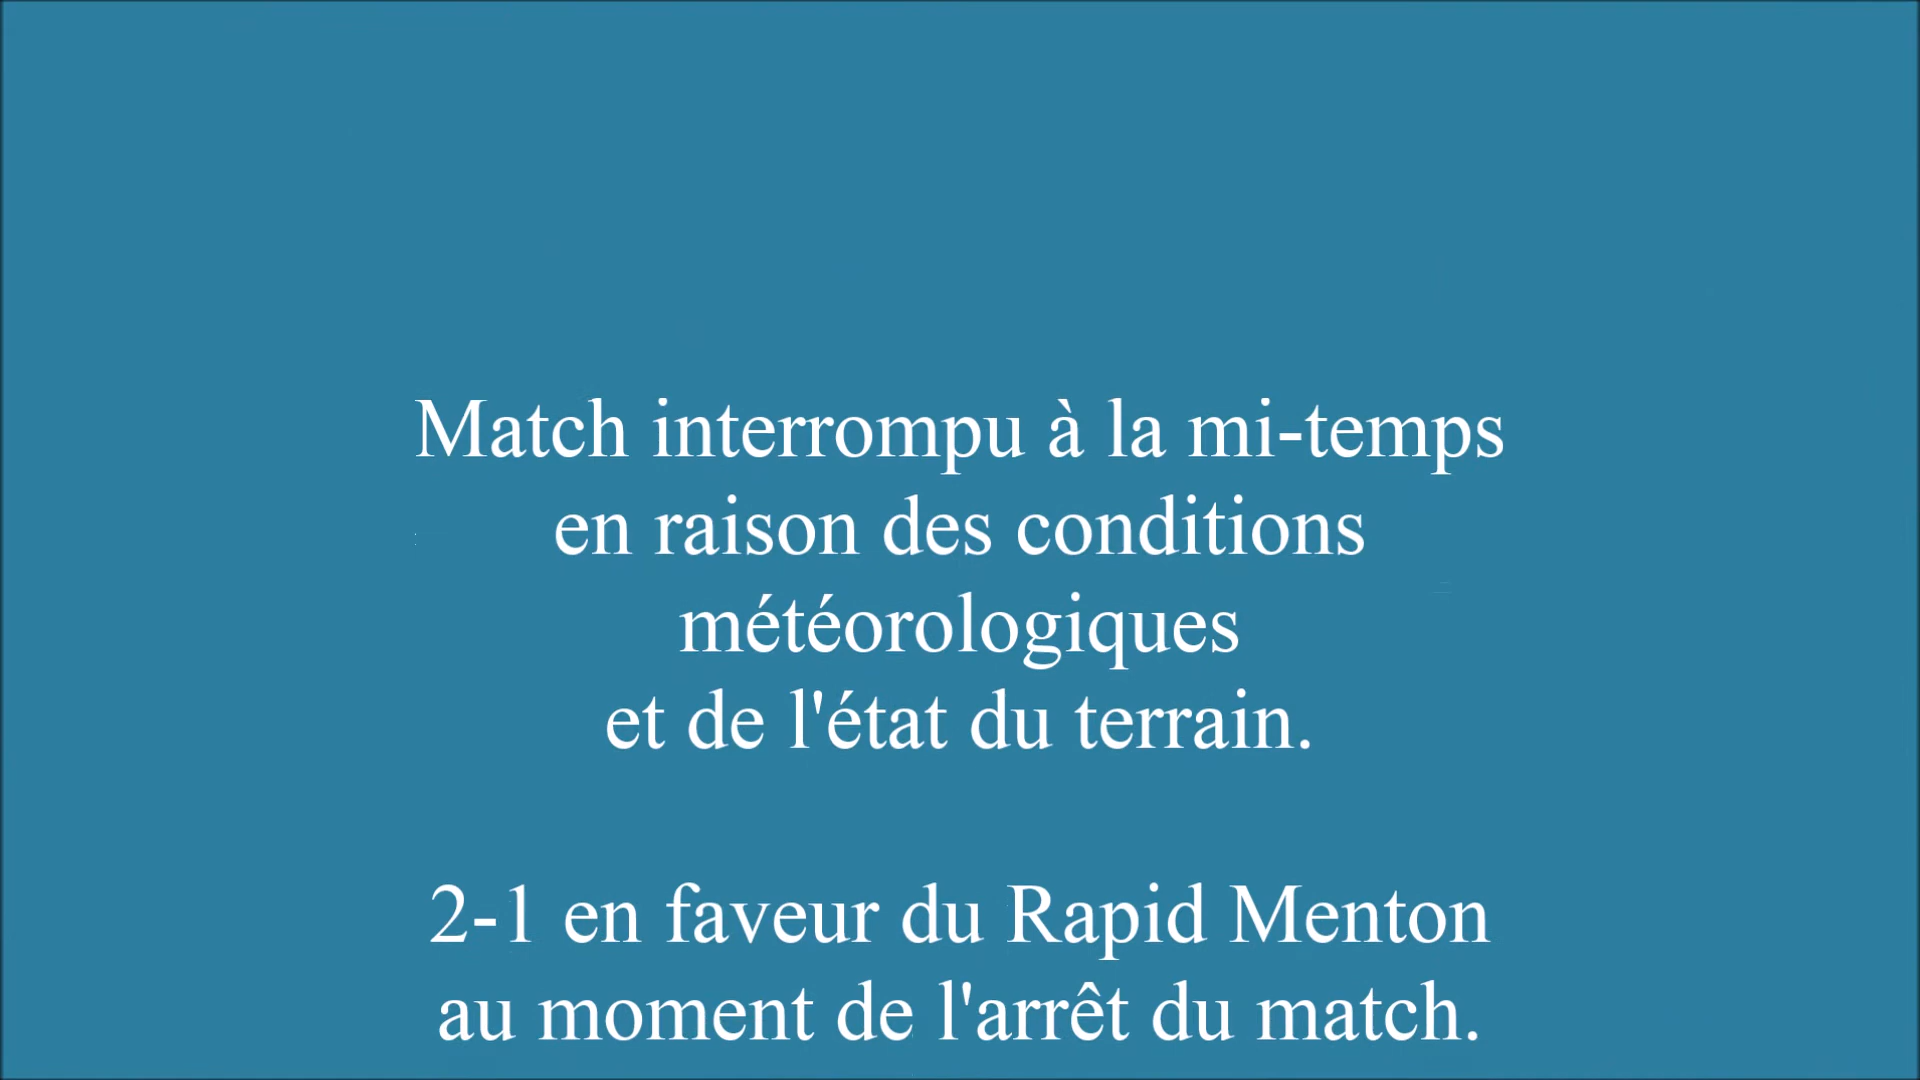 Match interrompu à la mi-temps
en raison des conditions
météorologiques
et de l'état du terrain.
2-1 en faveur du Rapid Menton
au moment de l'arrêt du match.